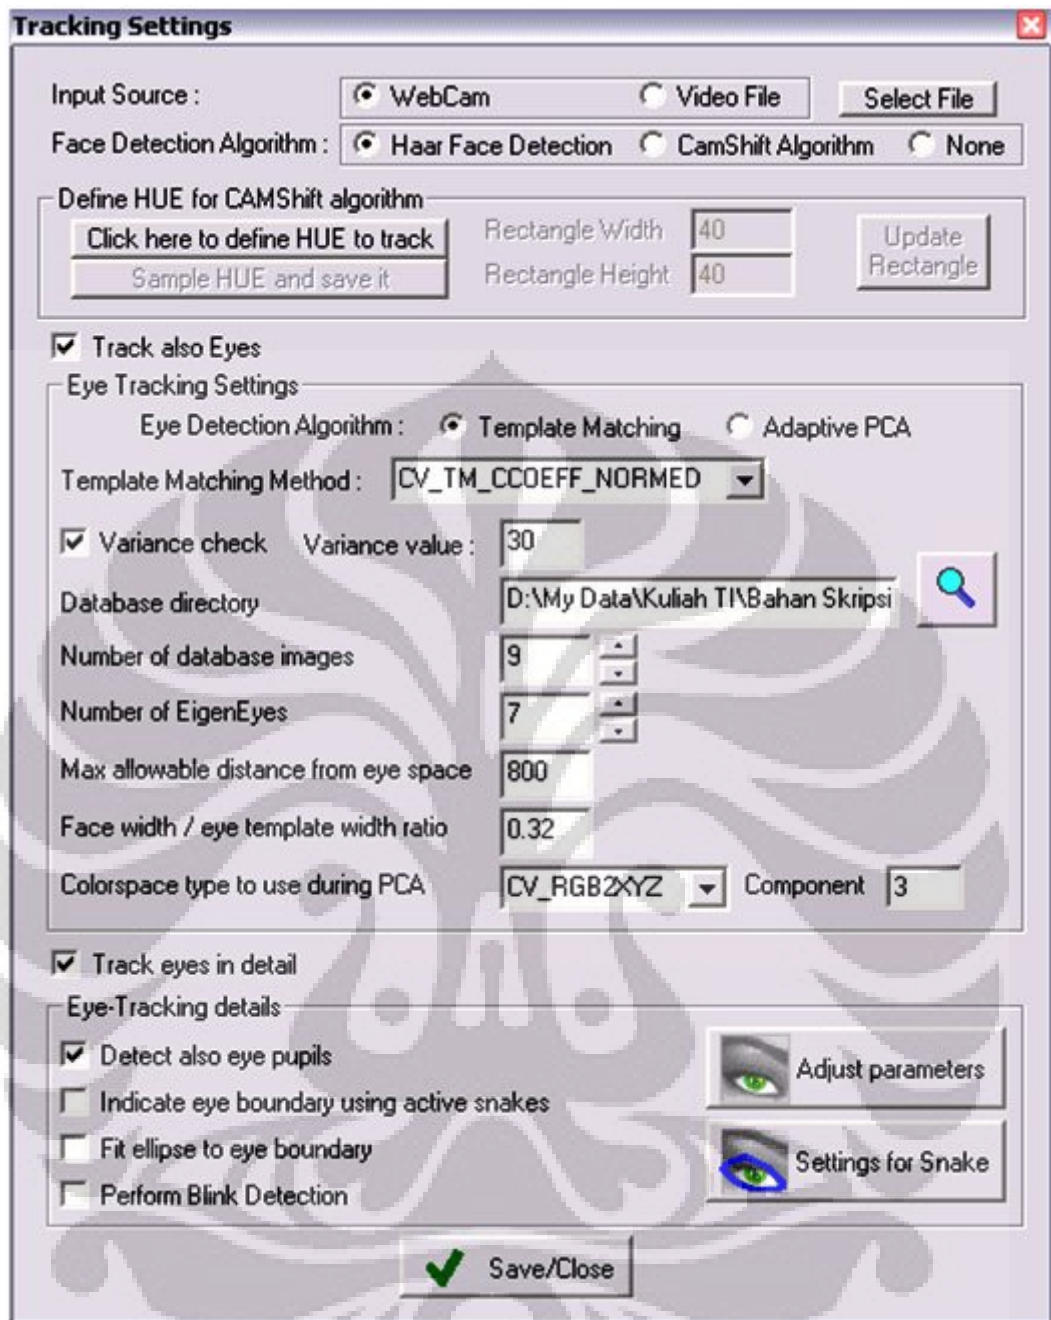 Tracking Settings
Input Source : WebCam Video File Select File
Face Detection Algorithm : Haar Face Detection CamShift Algorithm None
Define HUE for CAMShift algorithm
Click here to define HUE to track Rectangle Width 40 Update Rectangle
Sample HUE and save it Rectangle Height 40
Track also Eyes
Eye Tracking Settings
Eye Detection Algorithm : Template Matching Adaptive PCA
Template Matching Method : CV_TM_CCOEFF_NORMED
Variance check Variance value : 30
Database directory D:\My Data\Kuliah TI\Bahan Skripsi
Number of database images 9
Number of EigenEyes 7
Max allowable distance from eye space 800
Face width / eye template width ratio 0.32
Colorspace type to use during PCA CV_RGB2XYZ Component 3
Track eyes in detail
Eye-Tracking details
Detect also eye pupils Adjust parameters
Indicate eye boundary using active snakes
Fit ellipse to eye boundary Settings for Snake
Perform Blink Detection
Save/Close